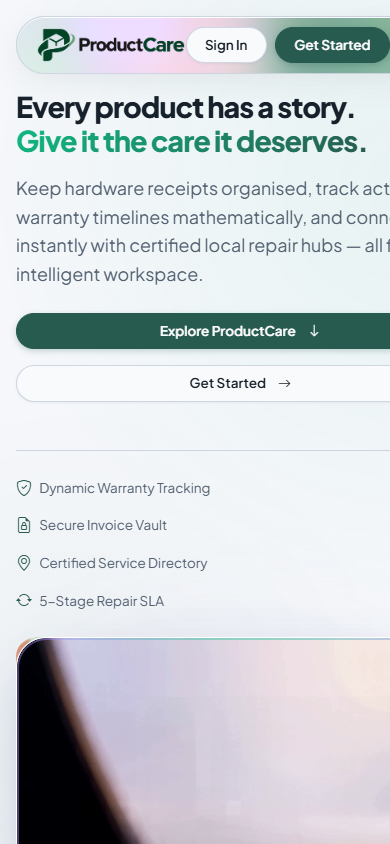 ProductCare Sign In Get Started
Every product has a story.
Give it the care it deserves.
Keep hardware receipts organised, track
warranty timelines mathematically, and
instantly with certified local repair hubs — all
intelligent workspace.
Explore ProductCare ↓
Get Started →
Dynamic Warranty Tracking
Secure Invoice Vault
Certified Service Directory
5-Stage Repair SLA